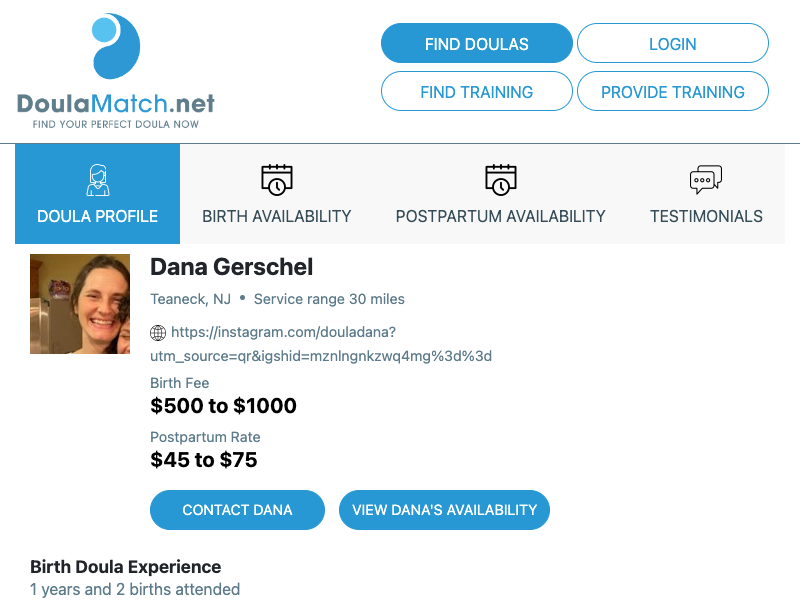 DoulaMatch.net
FIND YOUR PERFECT DOULA NOW
FIND DOULAS
LOGIN
FIND TRAINING
PROVIDE TRAINING
DOULA PROFILE
BIRTH AVAILABILITY
POSTPARTUM AVAILABILITY
TESTIMONIALS
Dana Gerschel
Teaneck, NJ • Service range 30 miles
https://instagram.com/douladana?
utm_source=qr&igshid=mznlngnkzwq4mg%3d%3d
Birth Fee
$500 to $1000
Postpartum Rate
$45 to $75
CONTACT DANA
VIEW DANA'S AVAILABILITY
Birth Doula Experience
1 years and 2 births attended